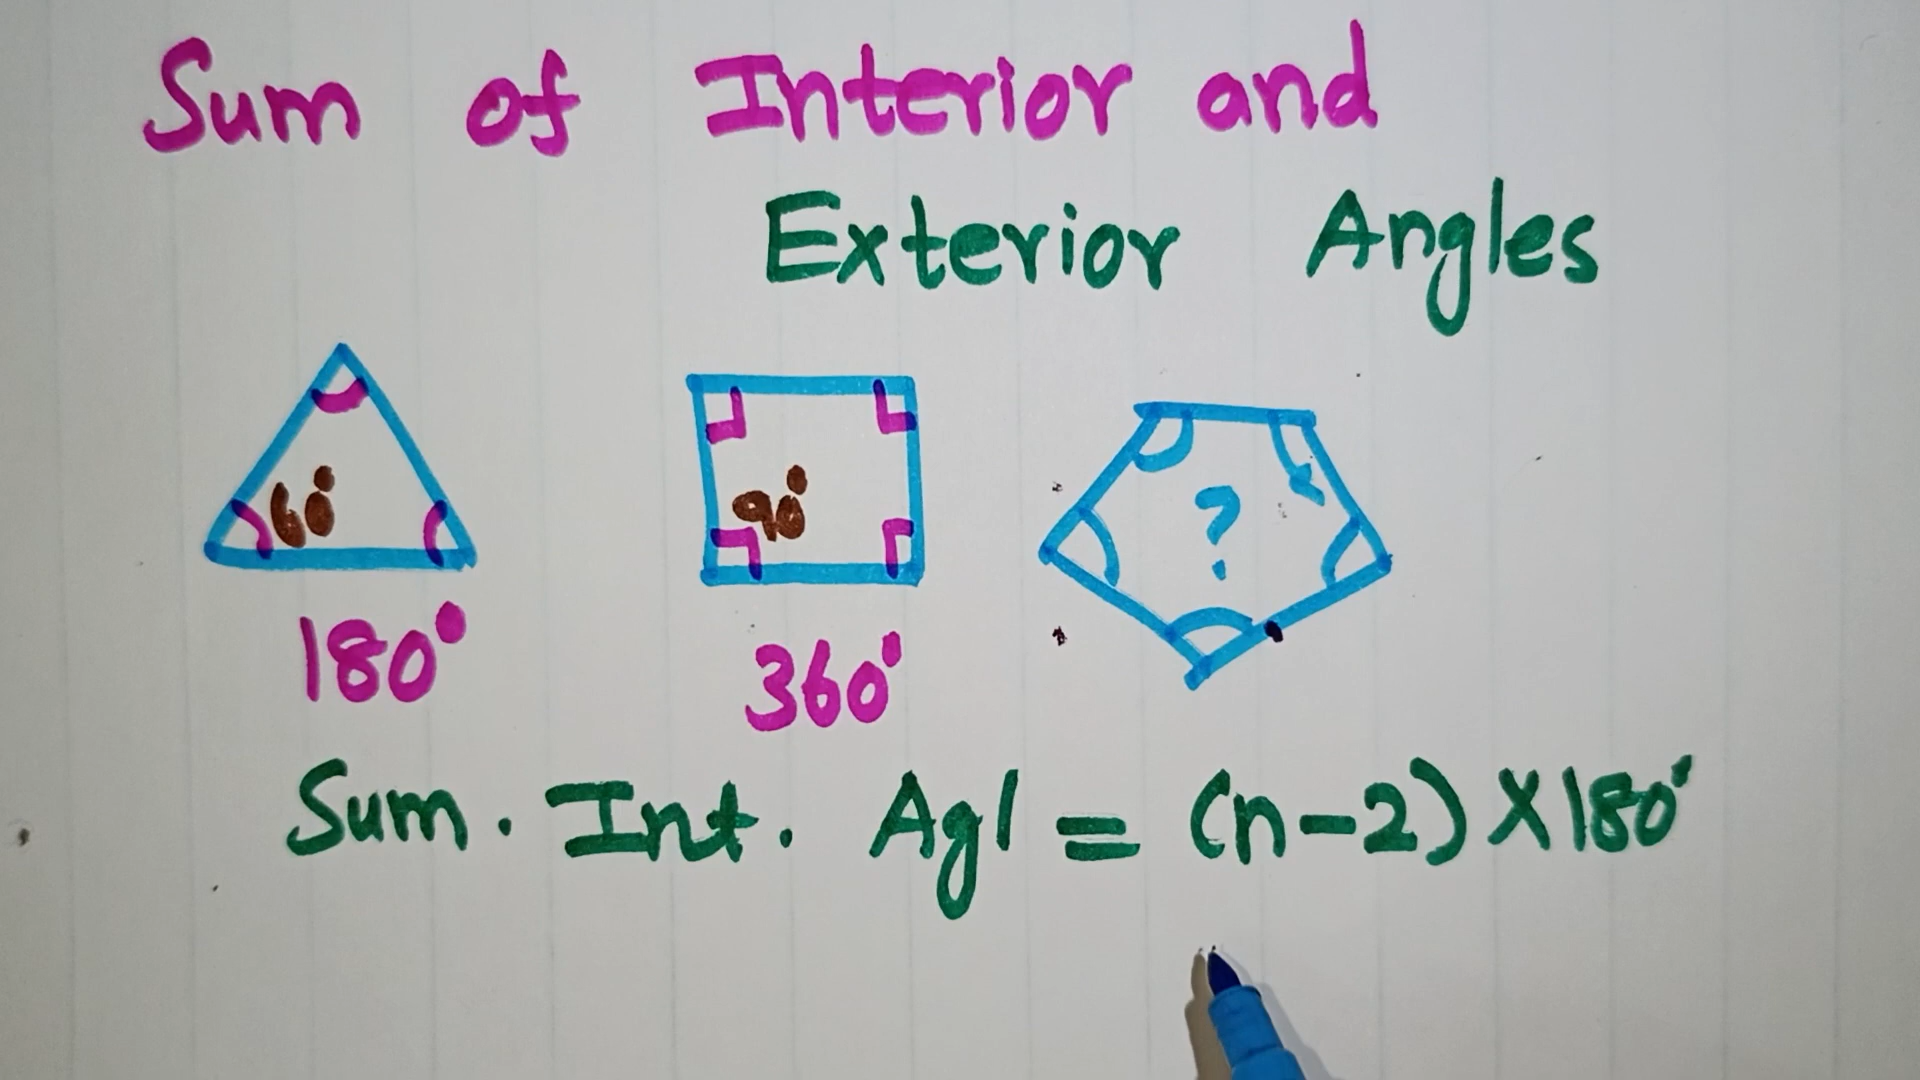 Sum of Interior and
Exterior Angles
60°
90°
?
180°
360°
Sum. Int. Agl = (n-2) X 180°